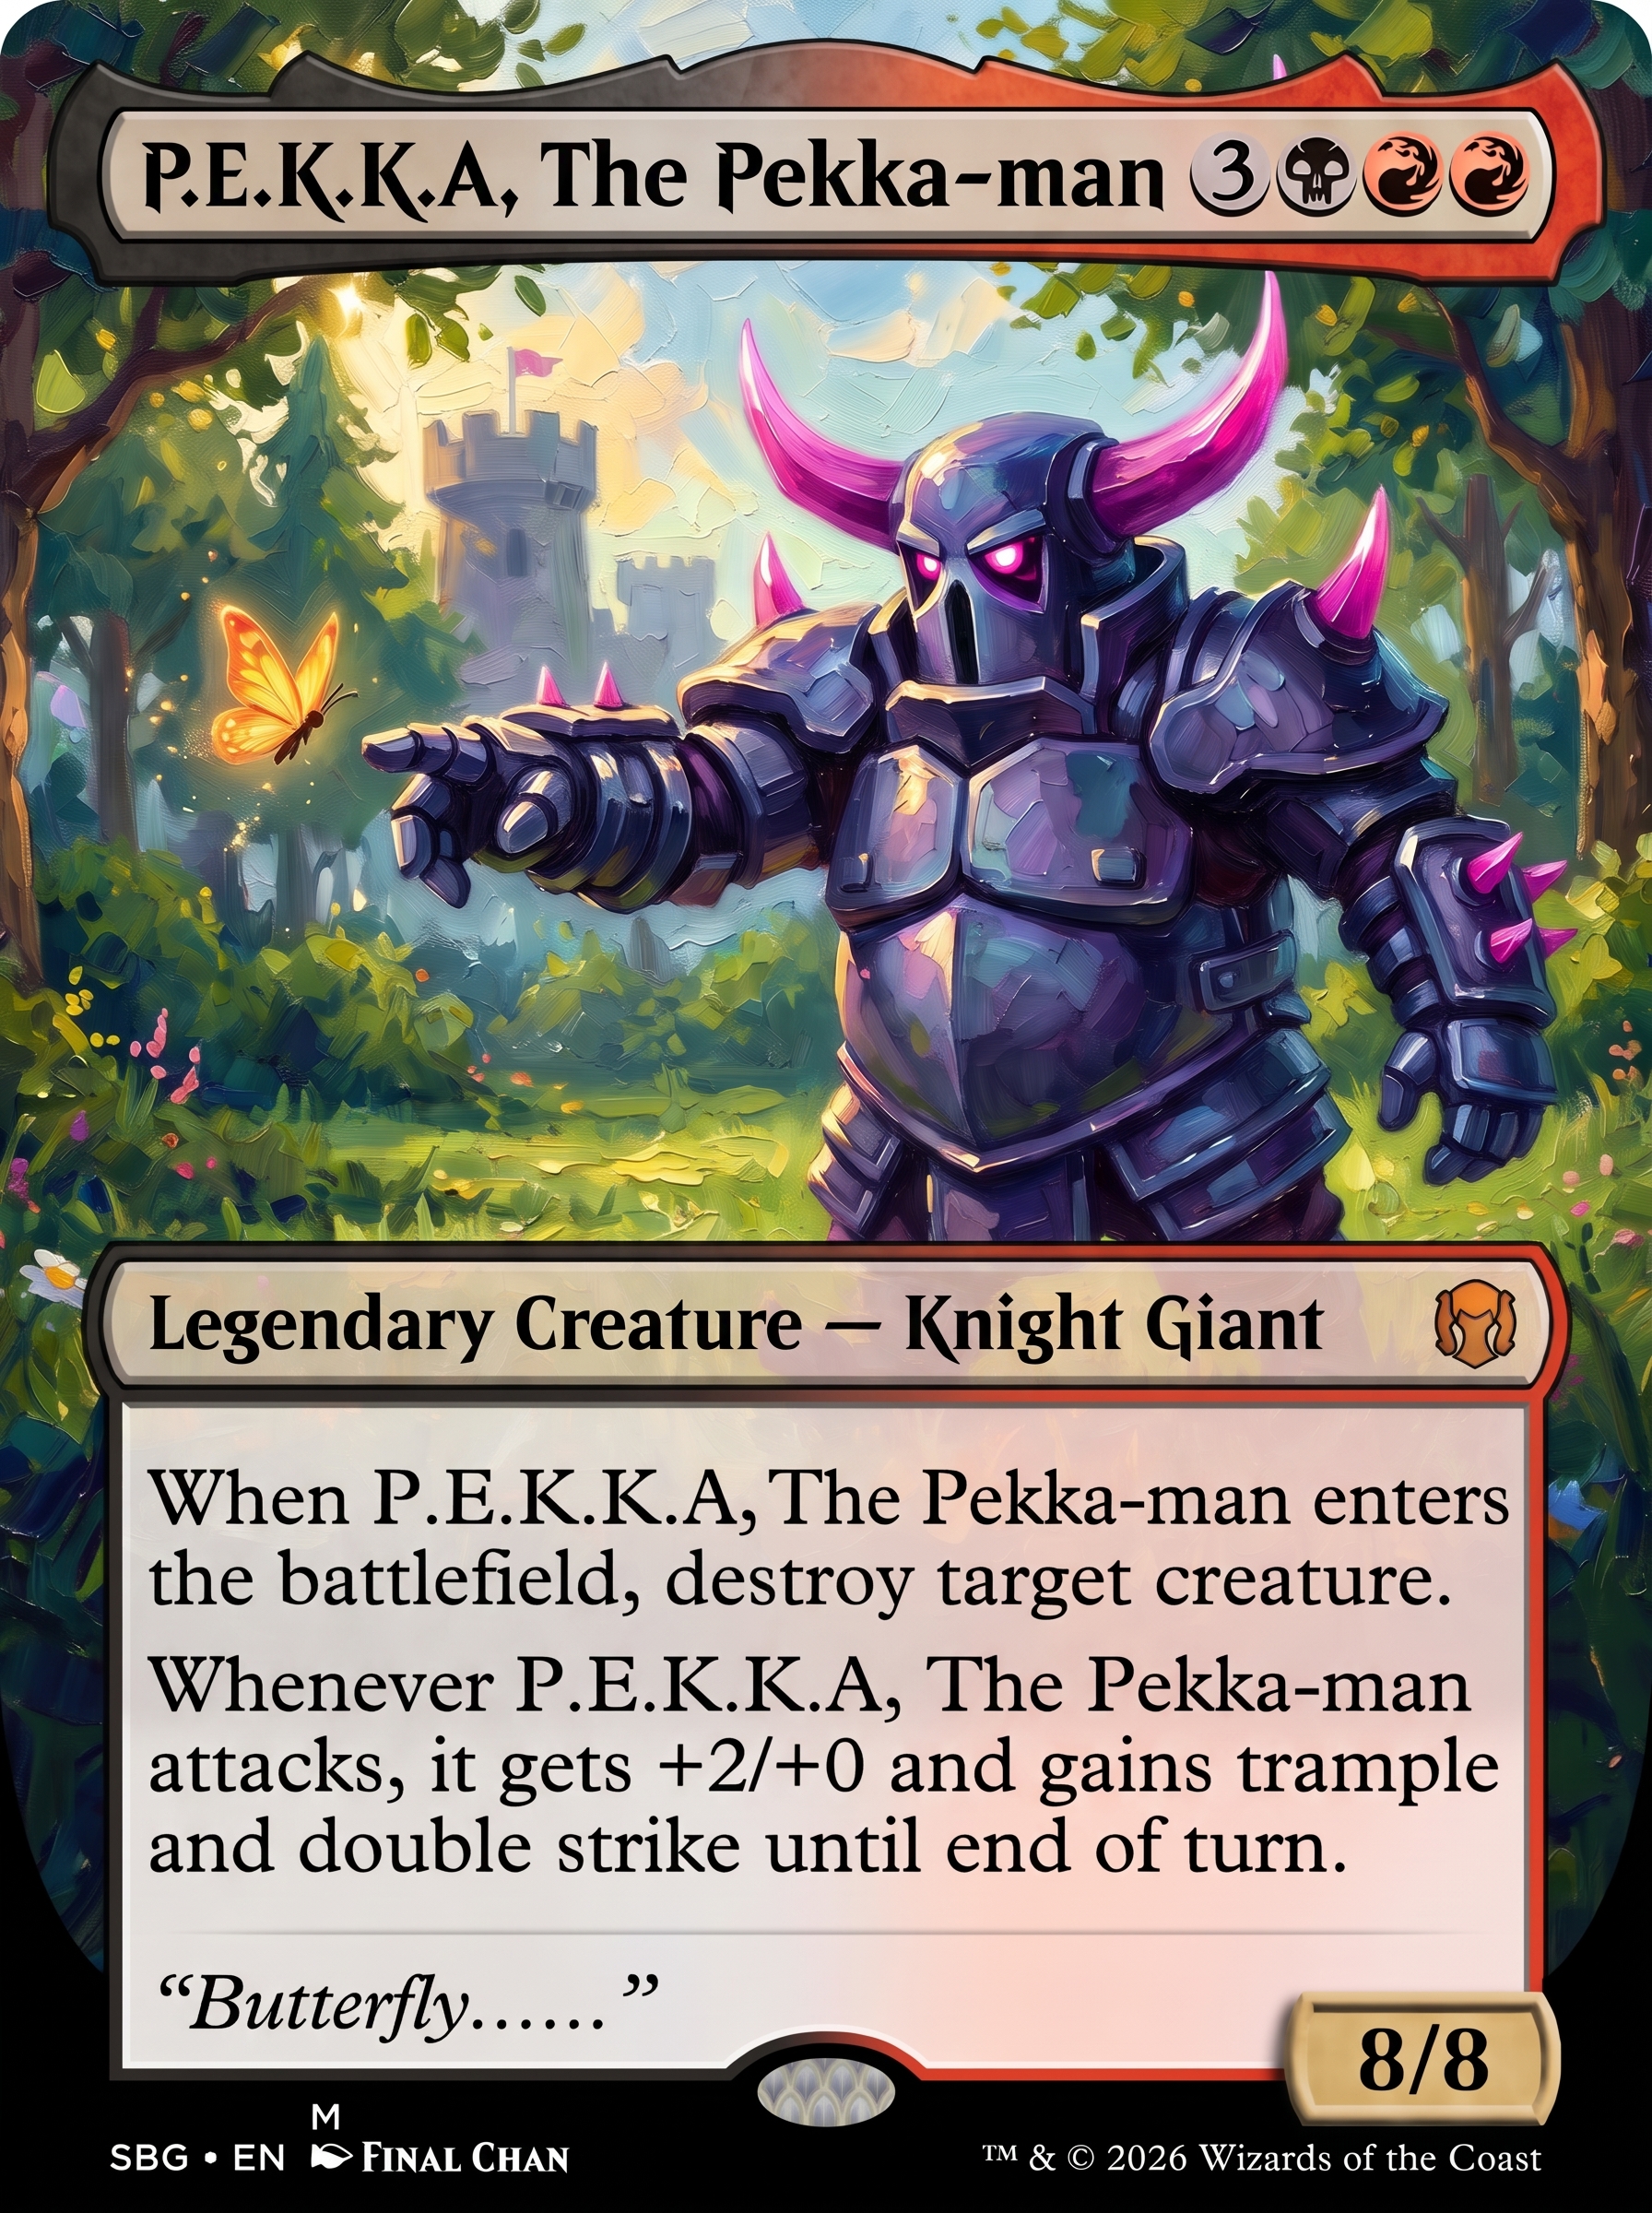 P.E.K.K.A, The Pekka-man 3
Legendary Creature — Knight Giant
When P.E.K.K.A, The Pekka-man enters
the battlefield, destroy target creature.
Whenever P.E.K.K.A, The Pekka-man
attacks, it gets +2/+0 and gains trample
and double strike until end of turn.
“Butterfly......”
8/8
M
SBG • EN FINAL CHAN
™ & © 2026 Wizards of the Coast